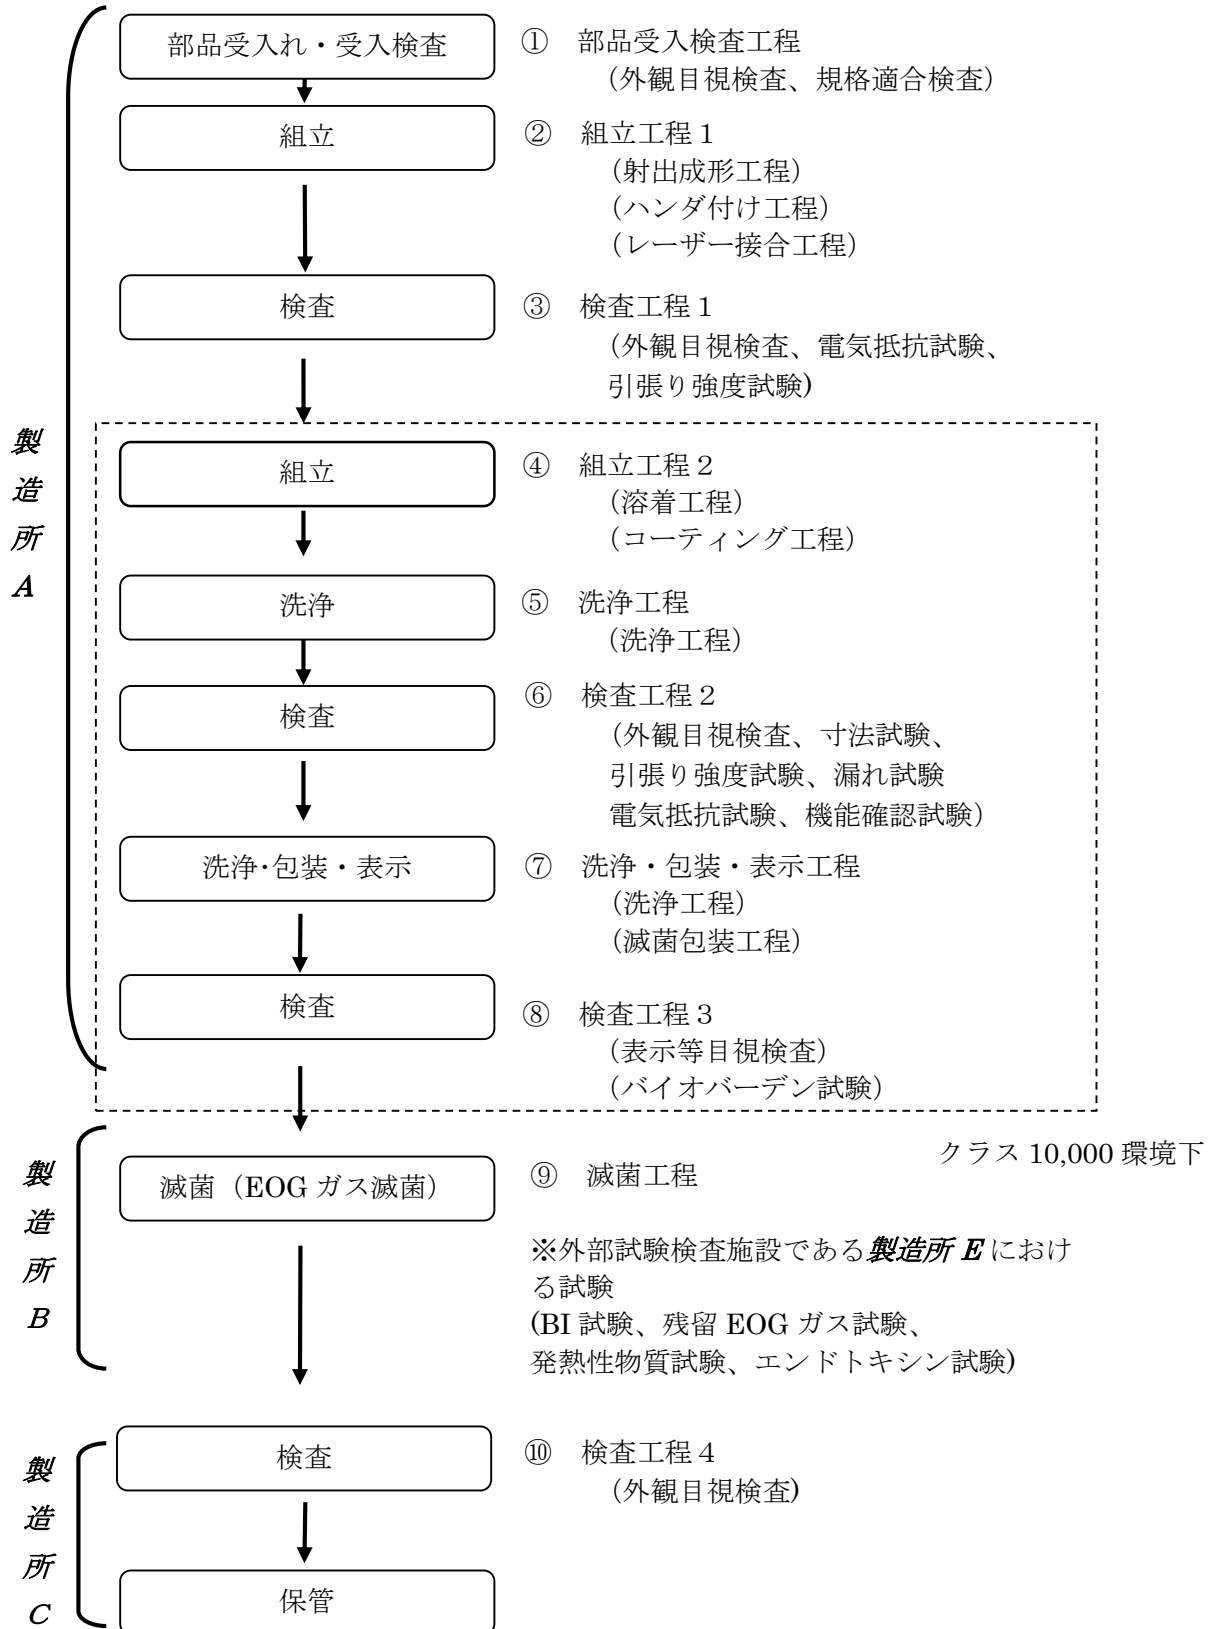 部品受入れ・受入検査
① 部品受入検査工程
(外観目視検査、規格適合検査)
組立
② 組立工程1
(射出成形工程)
(ハンダ付け工程)
(レーザー接合工程)
検査
③ 検査工程1
(外観目視検査、電気抵抗試験、
引張り強度試験)
製造所A
組立
④ 組立工程2
(溶着工程)
(コーティング工程)
洗浄
⑤ 洗浄工程
(洗浄工程)
検査
⑥ 検査工程2
(外観目視検査、寸法試験、
引張り強度試験、漏れ試験
電気抵抗試験、機能確認試験)
洗浄・包装・表示
⑦ 洗浄・包装・表示工程
(洗浄工程)
(滅菌包装工程)
検査
⑧ 検査工程3
(表示等目視検査)
(バイオバーデン試験)
クラス 10,000 環境下
製造所B
滅菌(EOG ガス滅菌)
⑨ 滅菌工程
※外部試験検査施設である製造所 E におけ
る試験
(BI 試験、残留 EOG ガス試験、
発熱性物質試験、エンドトキシン試験)
製造所C
検査
⑩ 検査工程4
(外観目視検査)
保管